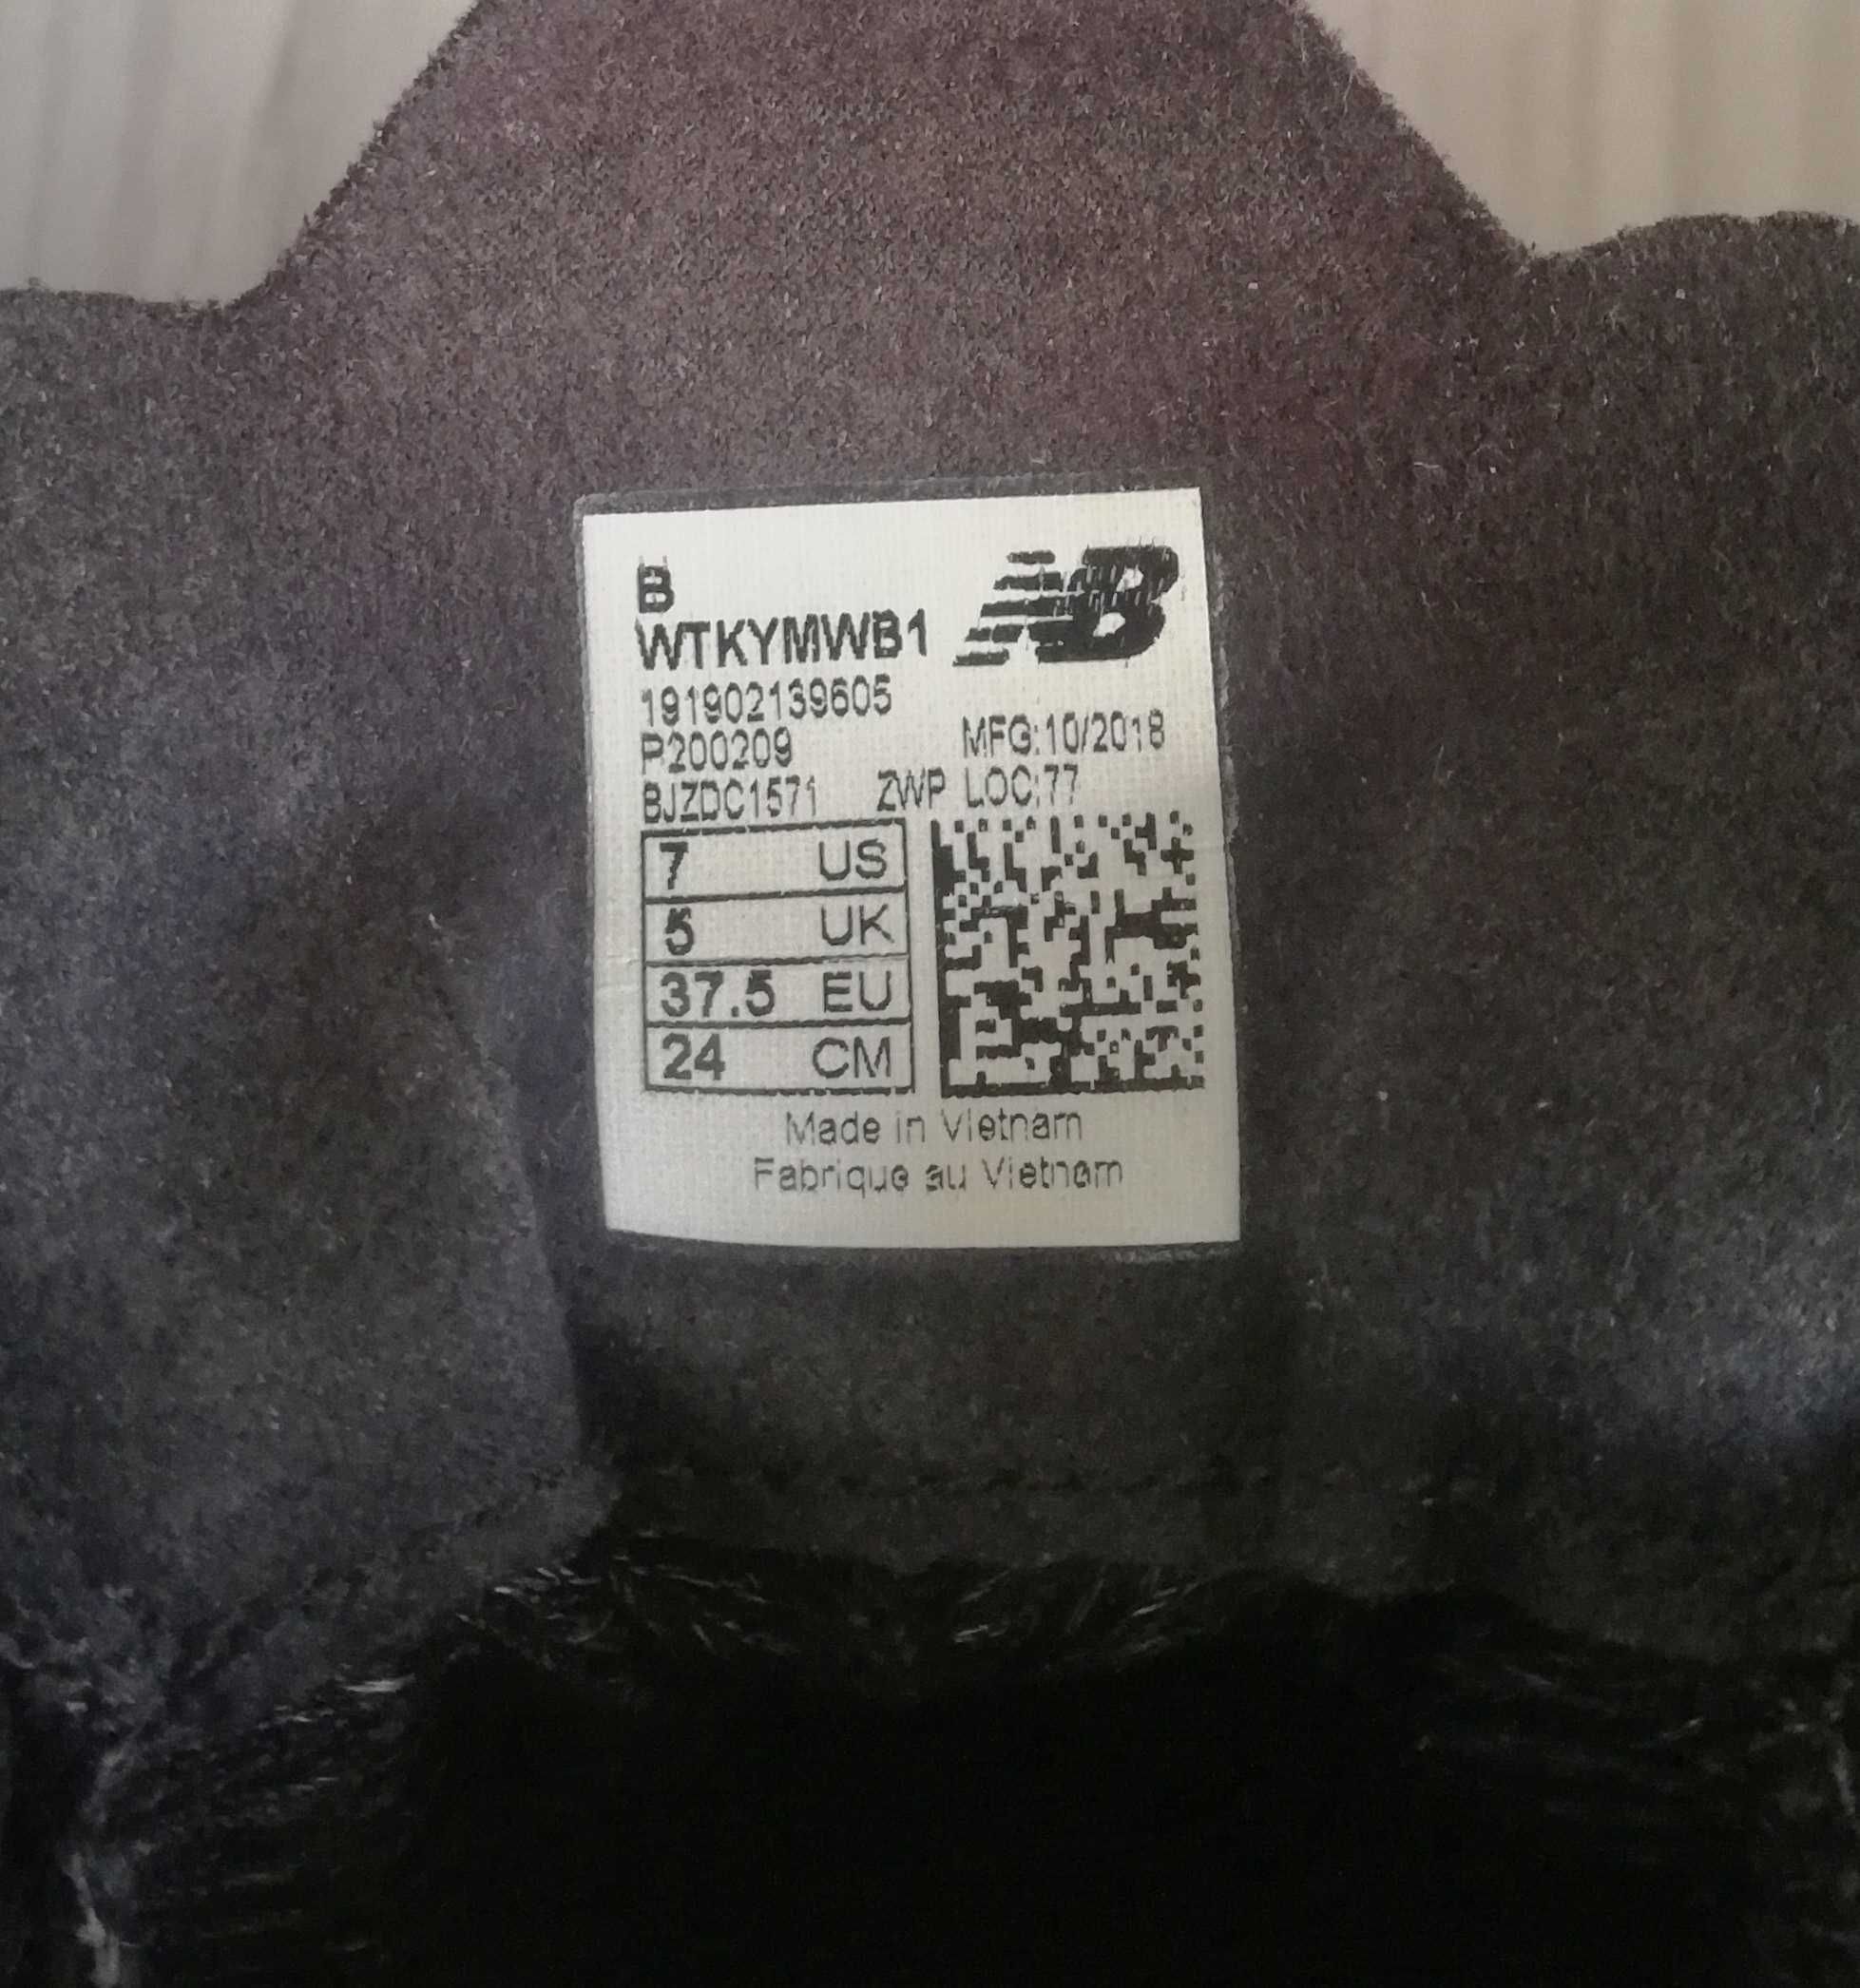 B
WTKYMWB1
NB
191902139605
P200209 MFG:10/2018
BJZDC1571 ZWP LOC:77
7 US
5 UK
37.5 EU
24 CM
Made in Vietnam
Fabrique au Vietnam